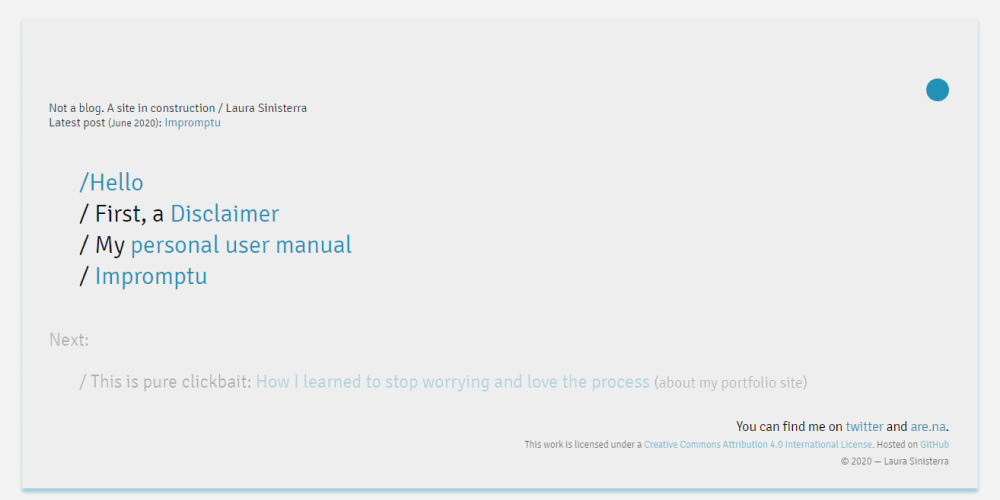 Not a blog. A site in construction / Laura Sinisterra
Latest post (June 2020): Impromptu
/Hello
/ First, a Disclaimer
/ My personal user manual
/ Impromptu
Next:
/ This is pure clickbait: How I learned to stop worrying and love the process (about my portfolio site)
You can find me on twitter and are.na.
This work is licensed under a Creative Commons Attribution 4.0 International License. Hosted on GitHub
© 2020 — Laura Sinisterra